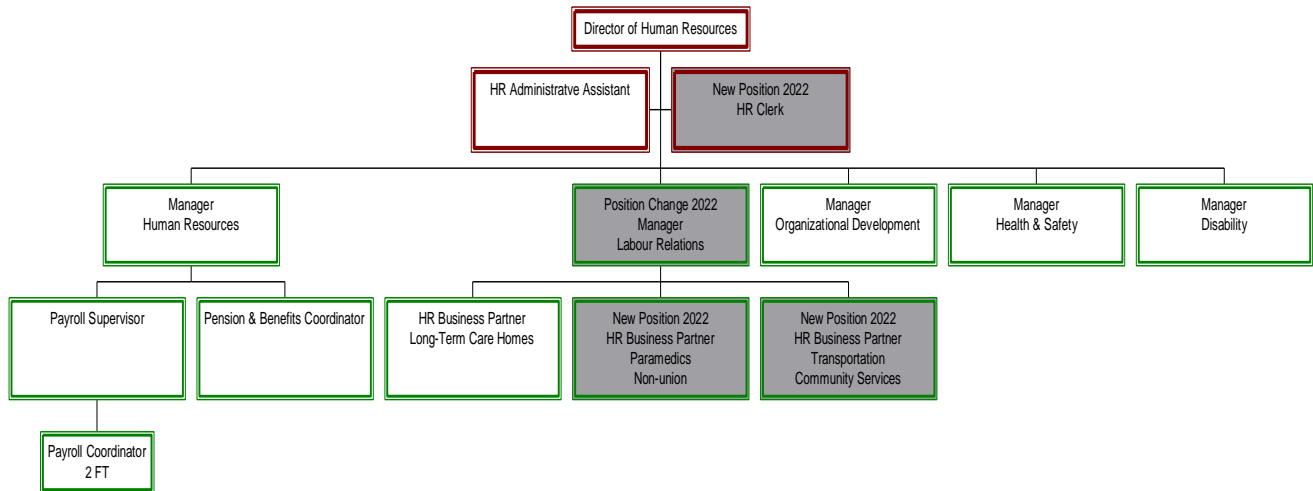 Director of Human Resources
HR Administratve Assistant
New Position 2022
HR Clerk
Manager
Human Resources
Position Change 2022
Manager
Labour Relations
Manager
Organizational Development
Manager
Health & Safety
Manager
Disability
Payroll Supervisor
Pension & Benefits Coordinator
HR Business Partner
Long-Term Care Homes
New Position 2022
HR Business Partner
Paramedics
Non-union
New Position 2022
HR Business Partner
Transportation
Community Services
Payroll Coordinator
2 FT